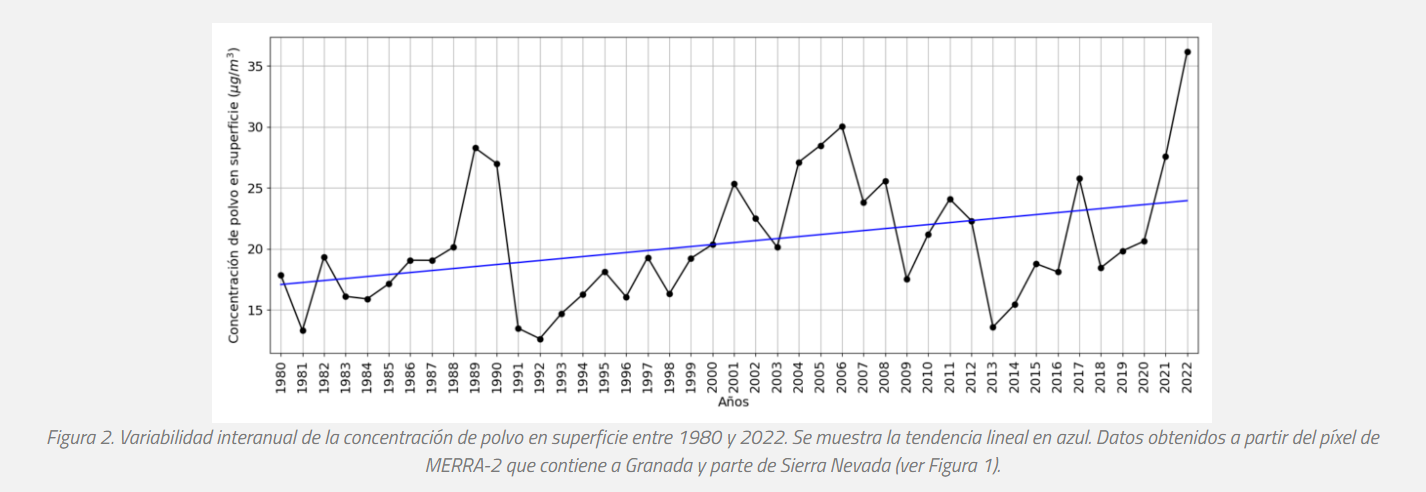 Concentración de polvo en superficie (μg/m³)
35
30
25
20
15
1980 1981 1982 1983 1984 1985 1986 1987 1988 1989 1990 1991 1992 1993 1994 1995 1996 1997 1998 1999 2000 2001 2002 2003 2004 2005 2006 2007 2008 2009 2010 2011 2012 2013 2014 2015 2016 2017 2018 2019 2020 2021 2022
Años
Figura 2. Variabilidad interanual de la concentración de polvo en superficie entre 1980 y 2022. Se muestra la tendencia lineal en azul. Datos obtenidos a partir del píxel de
MERRA-2 que contiene a Granada y parte de Sierra Nevada (ver Figura 1).